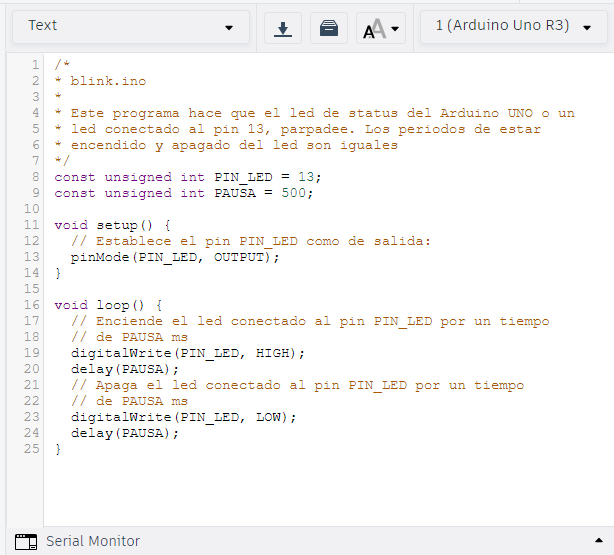 Text
1 (Arduino Uno R3)
1 /*
2 * blink.ino
3 *
4 * Este programa hace que el led de status del Arduino UNO o un
5 * led conectado al pin 13, parpadee. Los periodos de estar
6 * encendido y apagado del led son iguales
7 */
8 const unsigned int PIN_LED = 13;
9 const unsigned int PAUSA = 500;
10
11 void setup() {
12   // Establece el pin PIN_LED como de salida:
13   pinMode(PIN_LED, OUTPUT);
14 }
15
16 void loop() {
17   // Enciende el led conectado al pin PIN_LED por un tiempo
18   // de PAUSA ms
19   digitalWrite(PIN_LED, HIGH);
20   delay(PAUSA);
21   // Apaga el led conectado al pin PIN_LED por un tiempo
22   // de PAUSA ms
23   digitalWrite(PIN_LED, LOW);
24   delay(PAUSA);
25 }
Serial Monitor